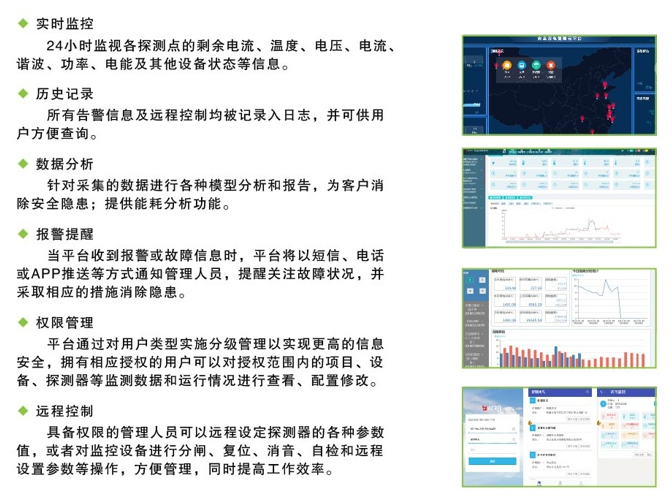 实时监控
24小时监视各探测点的剩余电流、温度、电压、电流、
谐波、功率、电能及其他设备状态等信息。
历史记录
所有告警信息及远程控制均被记录入日志，并可供用
户方便查询。
数据分析
针对采集的数据进行各种模型分析和报告，为客户消
除安全隐患；提供能耗分析功能。
报警提醒
当平台收到报警或故障信息时，平台将以短信、电话
或APP推送等方式通知管理人员，提醒关注故障状况，并
采取相应的措施消除隐患。
权限管理
平台通过对用户类型实施分级管理以实现更高的信息
安全，拥有相应授权的用户可以对授权范围内的项目、设
备、探测器等监测数据和运行情况进行查看、配置修改。
远程控制
具备权限的管理人员可以远程设定探测器的各种参数
值，或者对监控设备进行分闸、复位、消音、自检和远程
设置参数等操作，方便管理，同时提高工作效率。